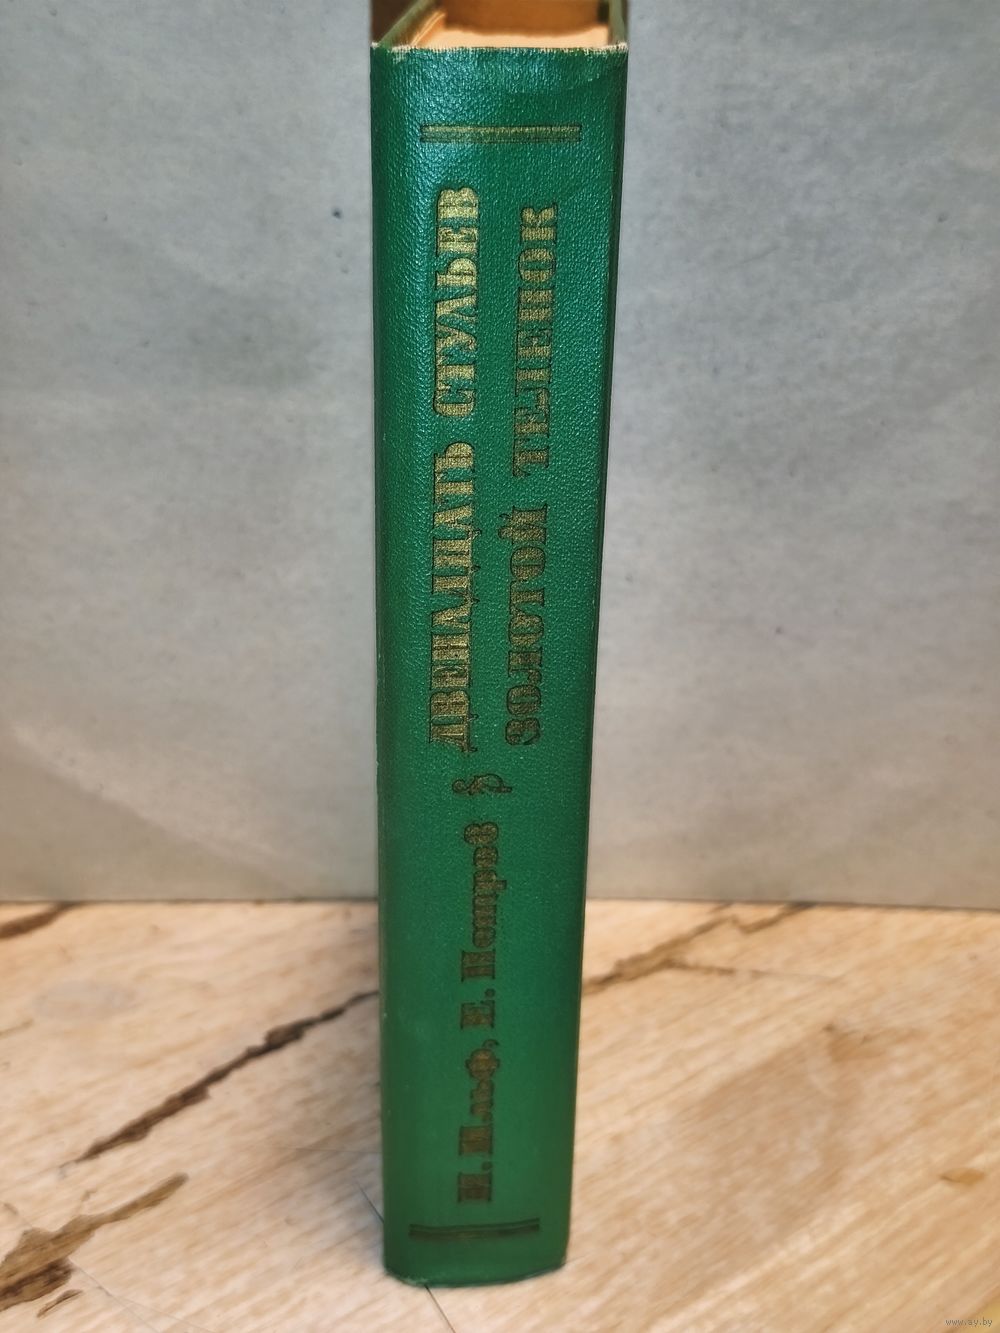 И. Ильф, Е. Петров
ДВЕНАДЦАТЬ СТУЛЬЕВ
ЗОЛОТОЙ ТЕЛЕНОК
www.ay.by